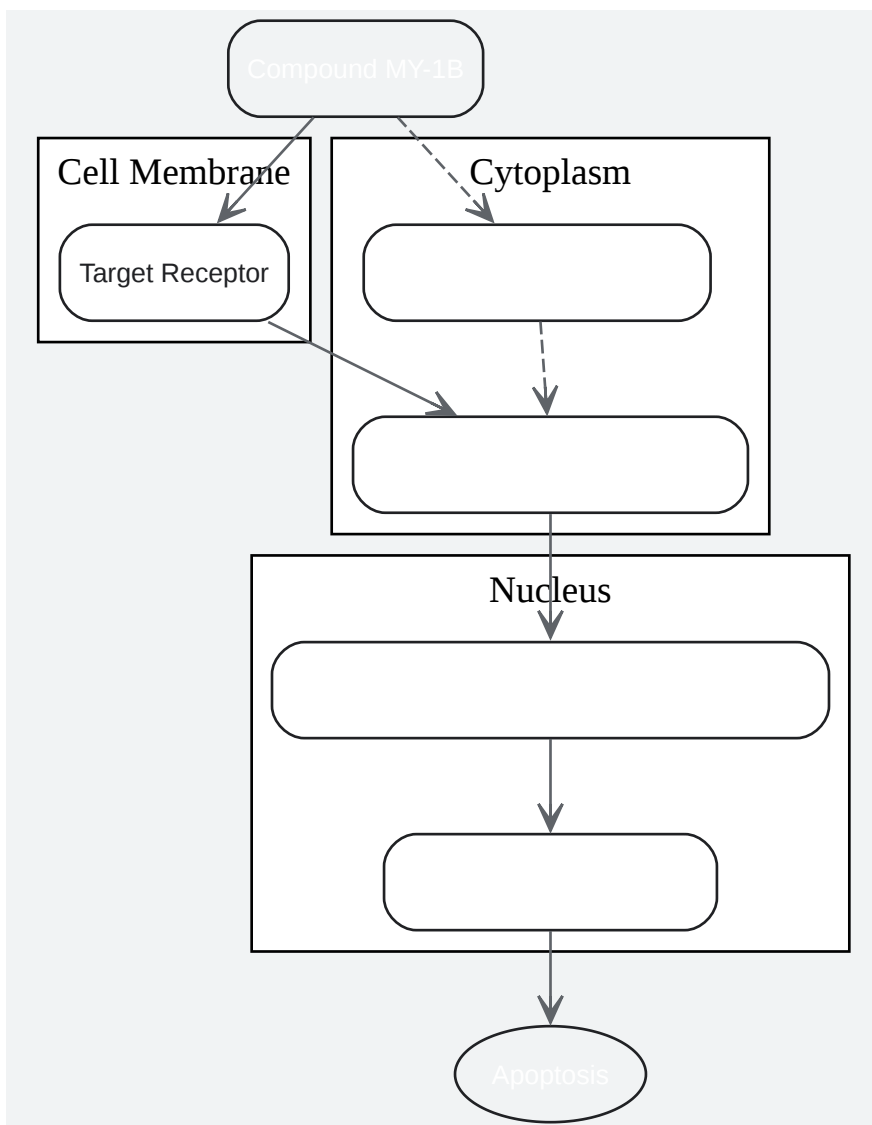 Compound MY-1B
Cell Membrane
Cytoplasm
Target Receptor
Nucleus
Apoptosis